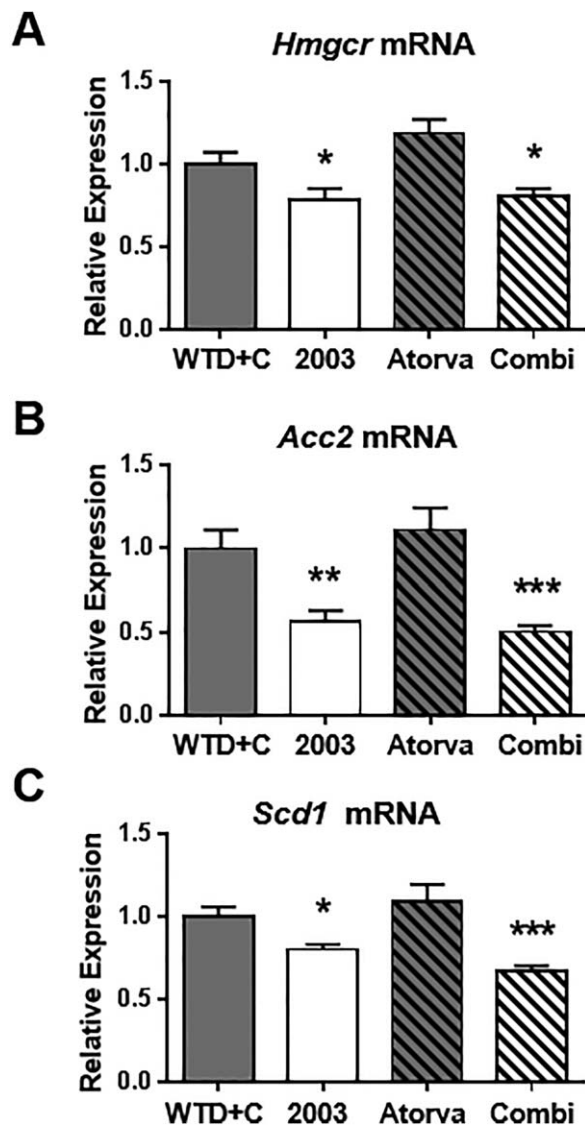 A
Hmgcr mRNA
Relative Expression
1.5
1.0
0.5
0.0
*
*
WTD+C 2003 Atorva Combi
B
Acc2 mRNA
Relative Expression
1.5
1.0
0.5
0.0
**
***
WTD+C 2003 Atorva Combi
C
Scd1 mRNA
Relative Expression
1.5
1.0
0.5
0.0
*
***
WTD+C 2003 Atorva Combi